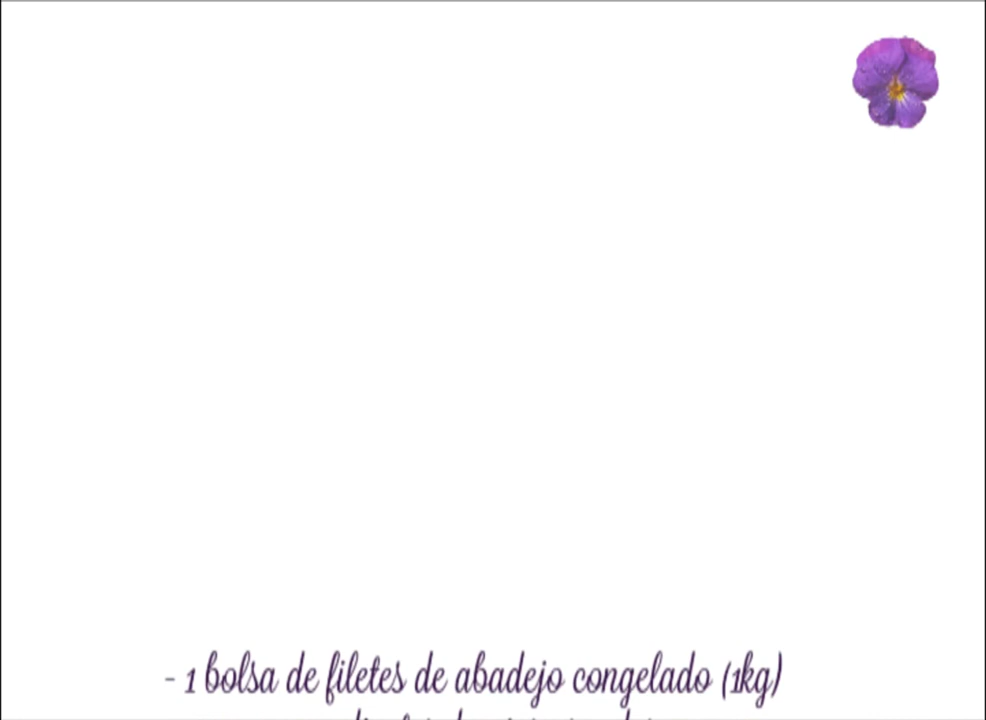 - 1 bolsa de filetes de abadejo congelado (1kg)